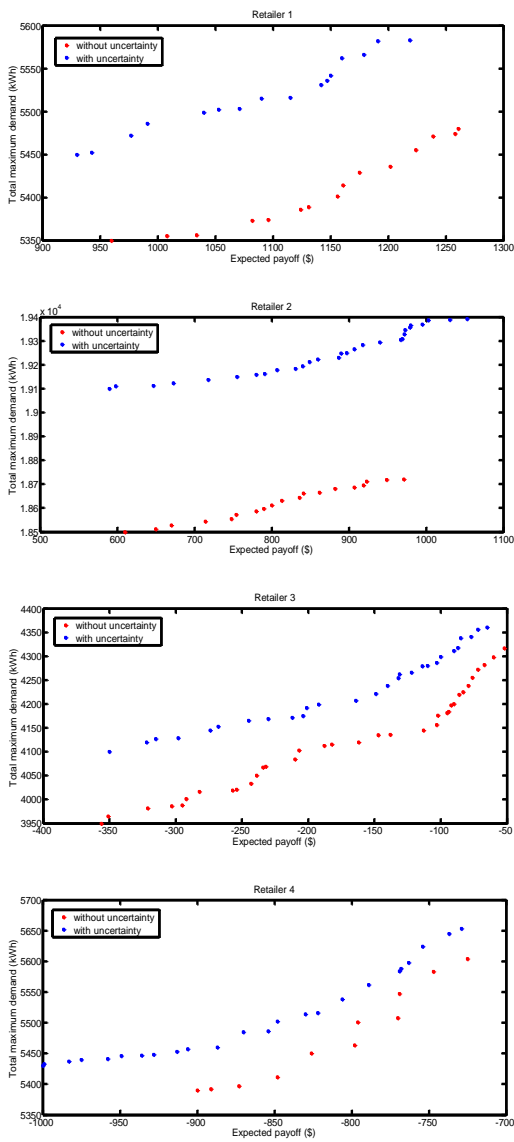 Retailer 1
5600
without uncertainty
with uncertainty
5550
5500
5450
5400
5350
Total maximum demand (kWh)
900 950 1000 1050 1100 1150 1200 1250 1300
Expected payoff ($)
Retailer 2
x 10^4
1.94
without uncertainty
with uncertainty
1.93
1.92
1.91
1.9
1.89
1.88
1.87
1.86
1.85
Total maximum demand (kWh)
500 600 700 800 900 1000 1100
Expected payoff ($)
Retailer 3
4400
without uncertainty
with uncertainty
4350
4300
4250
4200
4150
4100
4050
4000
3950
Total maximum demand (kWh)
-400 -350 -300 -250 -200 -150 -100 -50
Expected payoff ($)
Retailer 4
5700
without uncertainty
with uncertainty
5650
5600
5550
5500
5450
5400
5350
Total maximum demand (kWh)
-1000 -950 -900 -850 -800 -750 -700
Expected payoff ($)